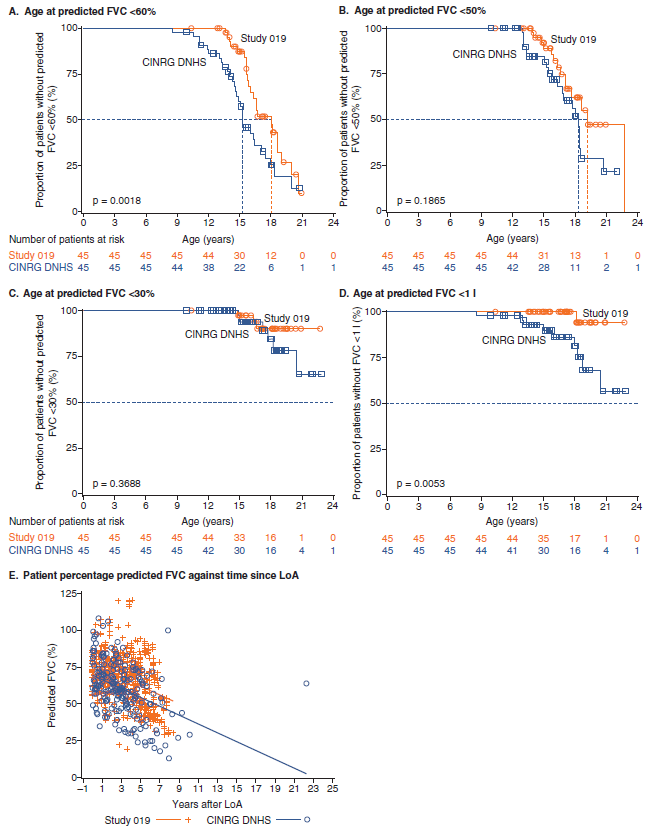 A. Age at predicted FVC <60%
Proportion of patients without predicted
FVC <60% (%)
100
75
50
25
0
Study 019
CINRG DNHS
p = 0.0018
0 3 6 9 12 15 18 21 24
Number of patients at risk
Age (years)
Study 019 45 45 45 45 44 30 12 0 0
CINRG DNHS 45 45 45 44 38 22 6 1 1
B. Age at predicted FVC <50%
Proportion of patients without predicted
FVC <50% (%)
100
75
50
25
0
Study 019
CINRG DNHS
p = 0.1865
0 3 6 9 12 15 18 21 24
Age (years)
45 45 45 45 44 31 13 1 0
45 45 45 45 42 28 11 2 1
C. Age at predicted FVC <30%
Proportion of patients without predicted
FVC <30% (%)
100
75
50
25
0
Study 019
CINRG DNHS
p = 0.3688
0 3 6 9 12 15 18 21 24
Number of patients at risk
Age (years)
Study 019 45 45 45 45 44 33 16 1 0
CINRG DNHS 45 45 45 45 42 30 16 4 1
D. Age at predicted FVC <1 l
Proportion of patients without FVC <1 l (%)
100
75
50
25
0
Study 019
CINRG DNHS
p = 0.0053
0 3 6 9 12 15 18 21 24
Age (years)
45 45 45 45 44 35 17 1 0
45 45 45 44 41 30 16 4 1
E. Patient percentage predicted FVC against time since LoA
Predicted FVC (%)
125
100
75
50
25
0
−1 1 3 5 7 9 11 13 15 17 19 21 23 25
Years after LoA
Study 019 CINRG DNHS